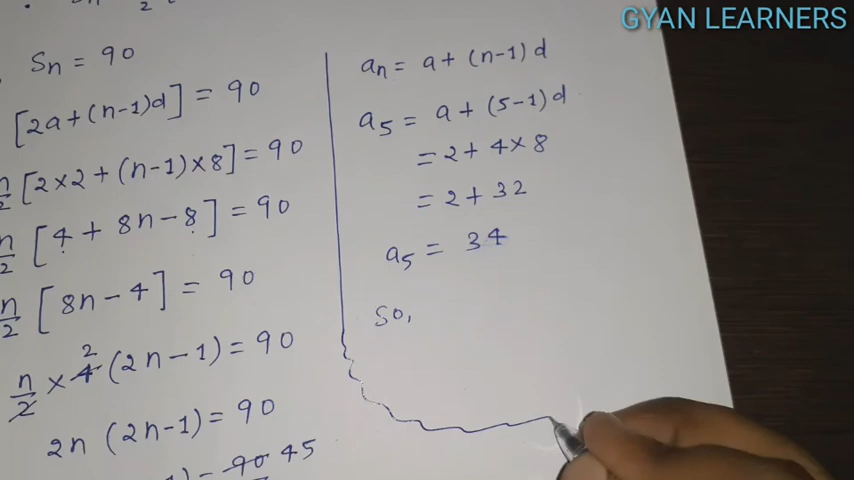 GYAN LEARNERS
Sn = 90
[2a+(n-1)d] = 90
n/2 [2×2+(n-1)×8] = 90
n/2 [4 + 8n - 8] = 90
n/2 [8n - 4] = 90
n/2 × 4 2 (2n-1) = 90
2n (2n-1) = 90
90 45
an = a + (n-1)d
a5 = a + (5-1)d
= 2 + 4×8
= 2 + 32
a5 = 34
So,